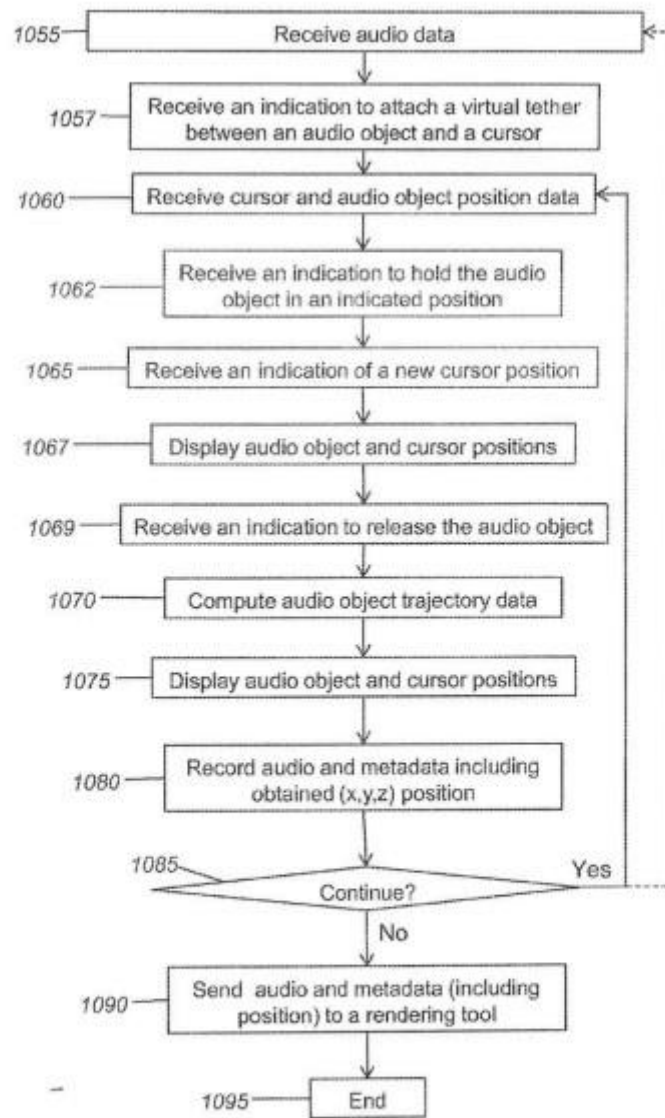 1055
Receive audio data
1057
Receive an indication to attach a virtual tether
between an audio object and a cursor
1060
Receive cursor and audio object position data
1062
Receive an indication to hold the audio
object in an indicated position
1065
Receive an indication of a new cursor position
1067
Display audio object and cursor positions
1069
Receive an indication to release the audio object
1070
Compute audio object trajectory data
1075
Display audio object and cursor positions
1080
Record audio and metadata including
obtained (x,y,z) position
1085
Continue?
Yes
No
1090
Send audio and metadata (including
position) to a rendering tool
1095
End